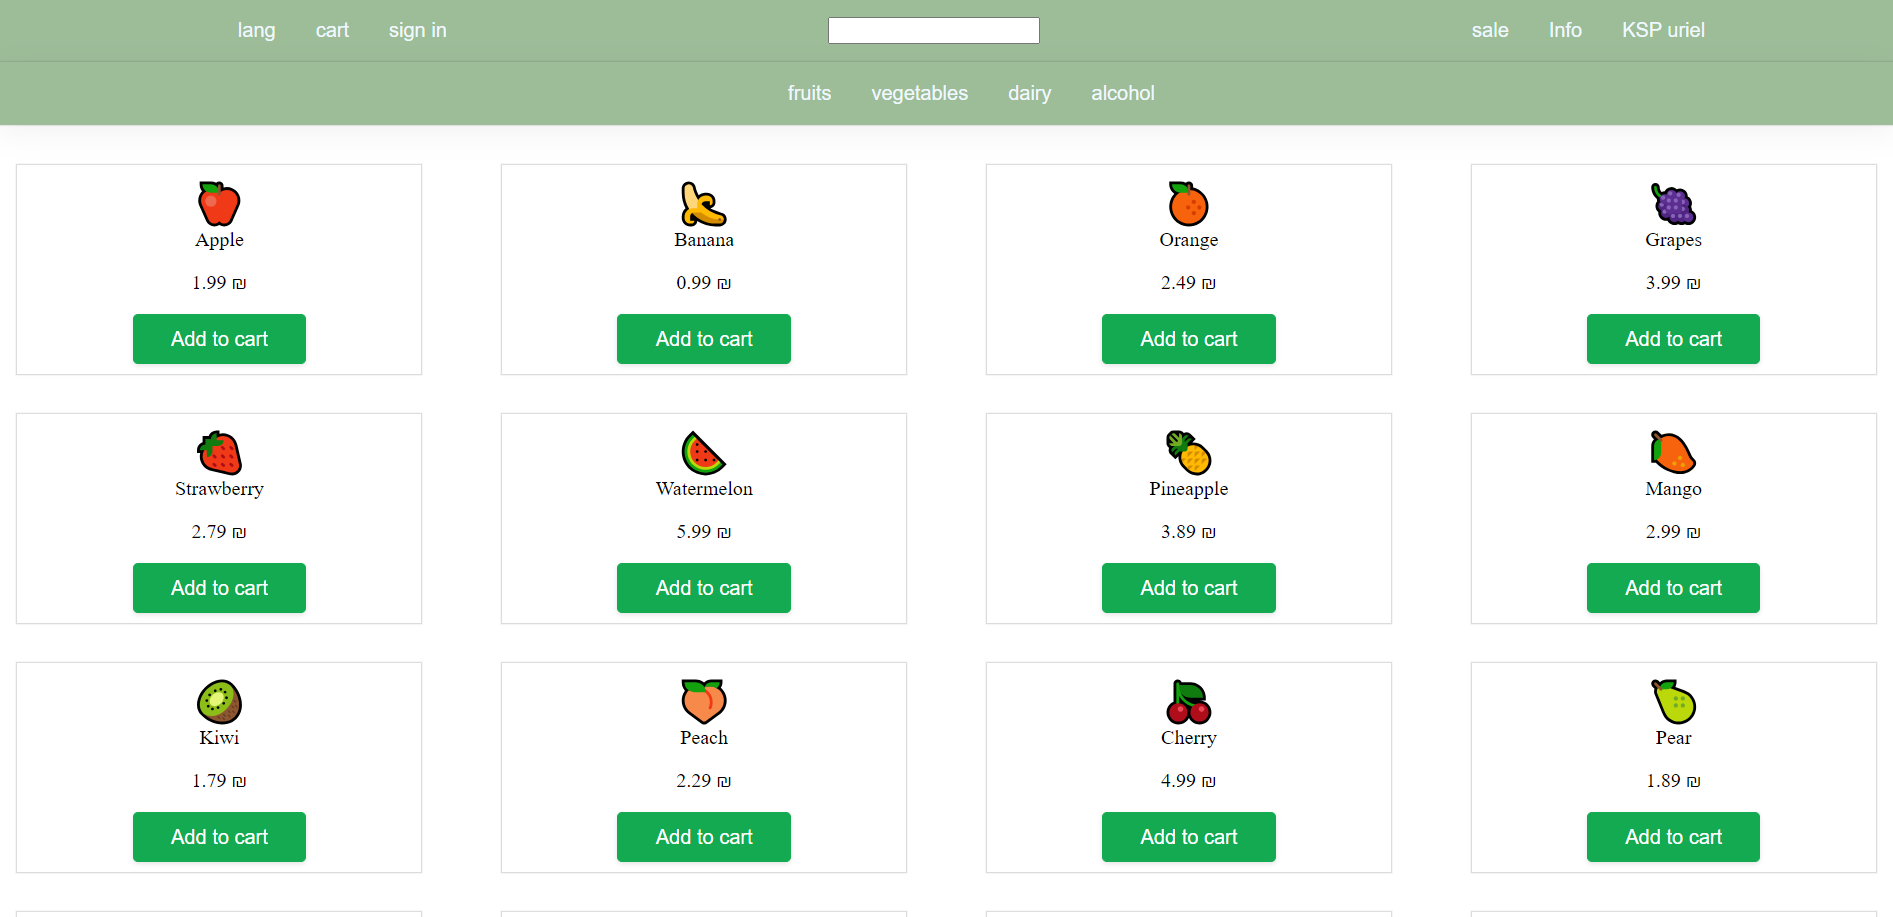 lang cart sign in sale Info KSP uriel
fruits vegetables dairy alcohol
Apple Banana Orange Grapes
1.99 ₪ 0.99 ₪ 2.49 ₪ 3.99 ₪
Add to cart Add to cart Add to cart Add to cart
Strawberry Watermelon Pineapple Mango
2.79 ₪ 5.99 ₪ 3.89 ₪ 2.99 ₪
Add to cart Add to cart Add to cart Add to cart
Kiwi Peach Cherry Pear
1.79 ₪ 2.29 ₪ 4.99 ₪ 1.89 ₪
Add to cart Add to cart Add to cart Add to cart